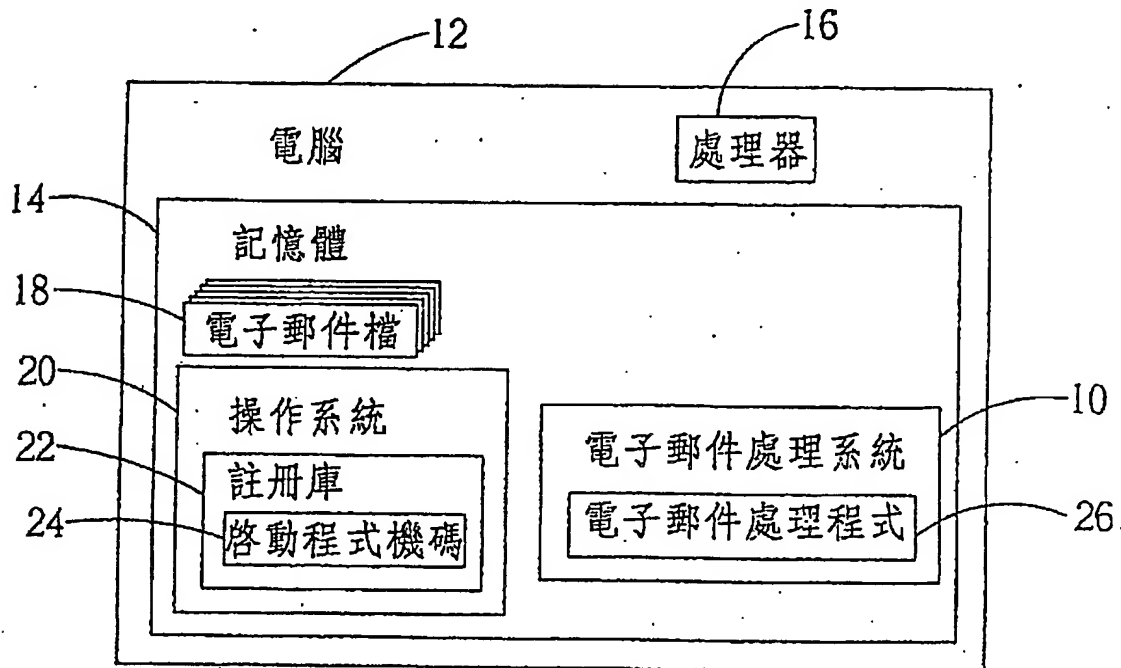 12
16
電腦
處理器
14
記憶體
18
電子郵件檔
20
操作系統
10
22
電子郵件處理系統
註冊庫
24
啓動程式機碼
電子郵件處理程式
26